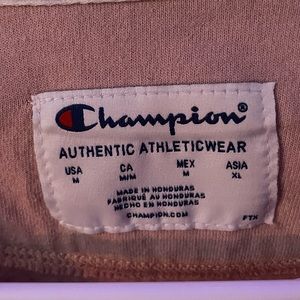 Champion®
AUTHENTIC ATHLETICWEAR
USA CA MEX ASIA
M M/M M XL
MADE IN HONDURAS
FABRIQUÉ AU HONDURAS
HECHO EN HONDURAS
CHAMPION.COM
PTX